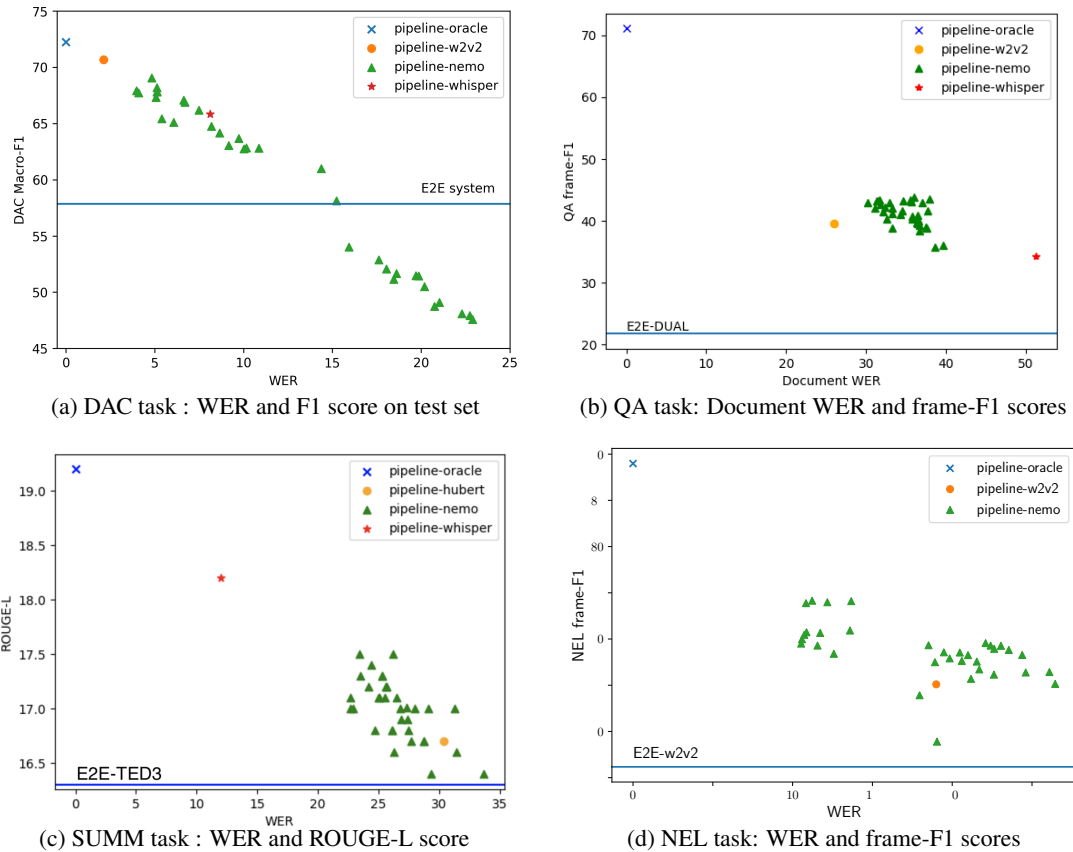 75
70
65
60
55
50
45
DAC Macro-F1
pipeline-oracle
pipeline-w2v2
pipeline-nemo
pipeline-whisper
E2E system
0
5
10
15
20
25
WER
(a) DAC task : WER and F1 score on test set
70
60
50
40
30
20
QA frame-F1
pipeline-oracle
pipeline-w2v2
pipeline-nemo
pipeline-whisper
E2E-DUAL
0
10
20
30
40
50
Document WER
(b) QA task: Document WER and frame-F1 scores
19.0
18.5
18.0
17.5
17.0
16.5
ROUGE-L
pipeline-oracle
pipeline-hubert
pipeline-nemo
pipeline-whisper
E2E-TED3
0
5
10
15
20
25
30
35
WER
(c) SUMM task : WER and ROUGE-L score
0
8
80
0
0
NEL frame-F1
pipeline-oracle
pipeline-w2v2
pipeline-nemo
E2E-w2v2
0
10
1
0
WER
(d) NEL task: WER and frame-F1 scores